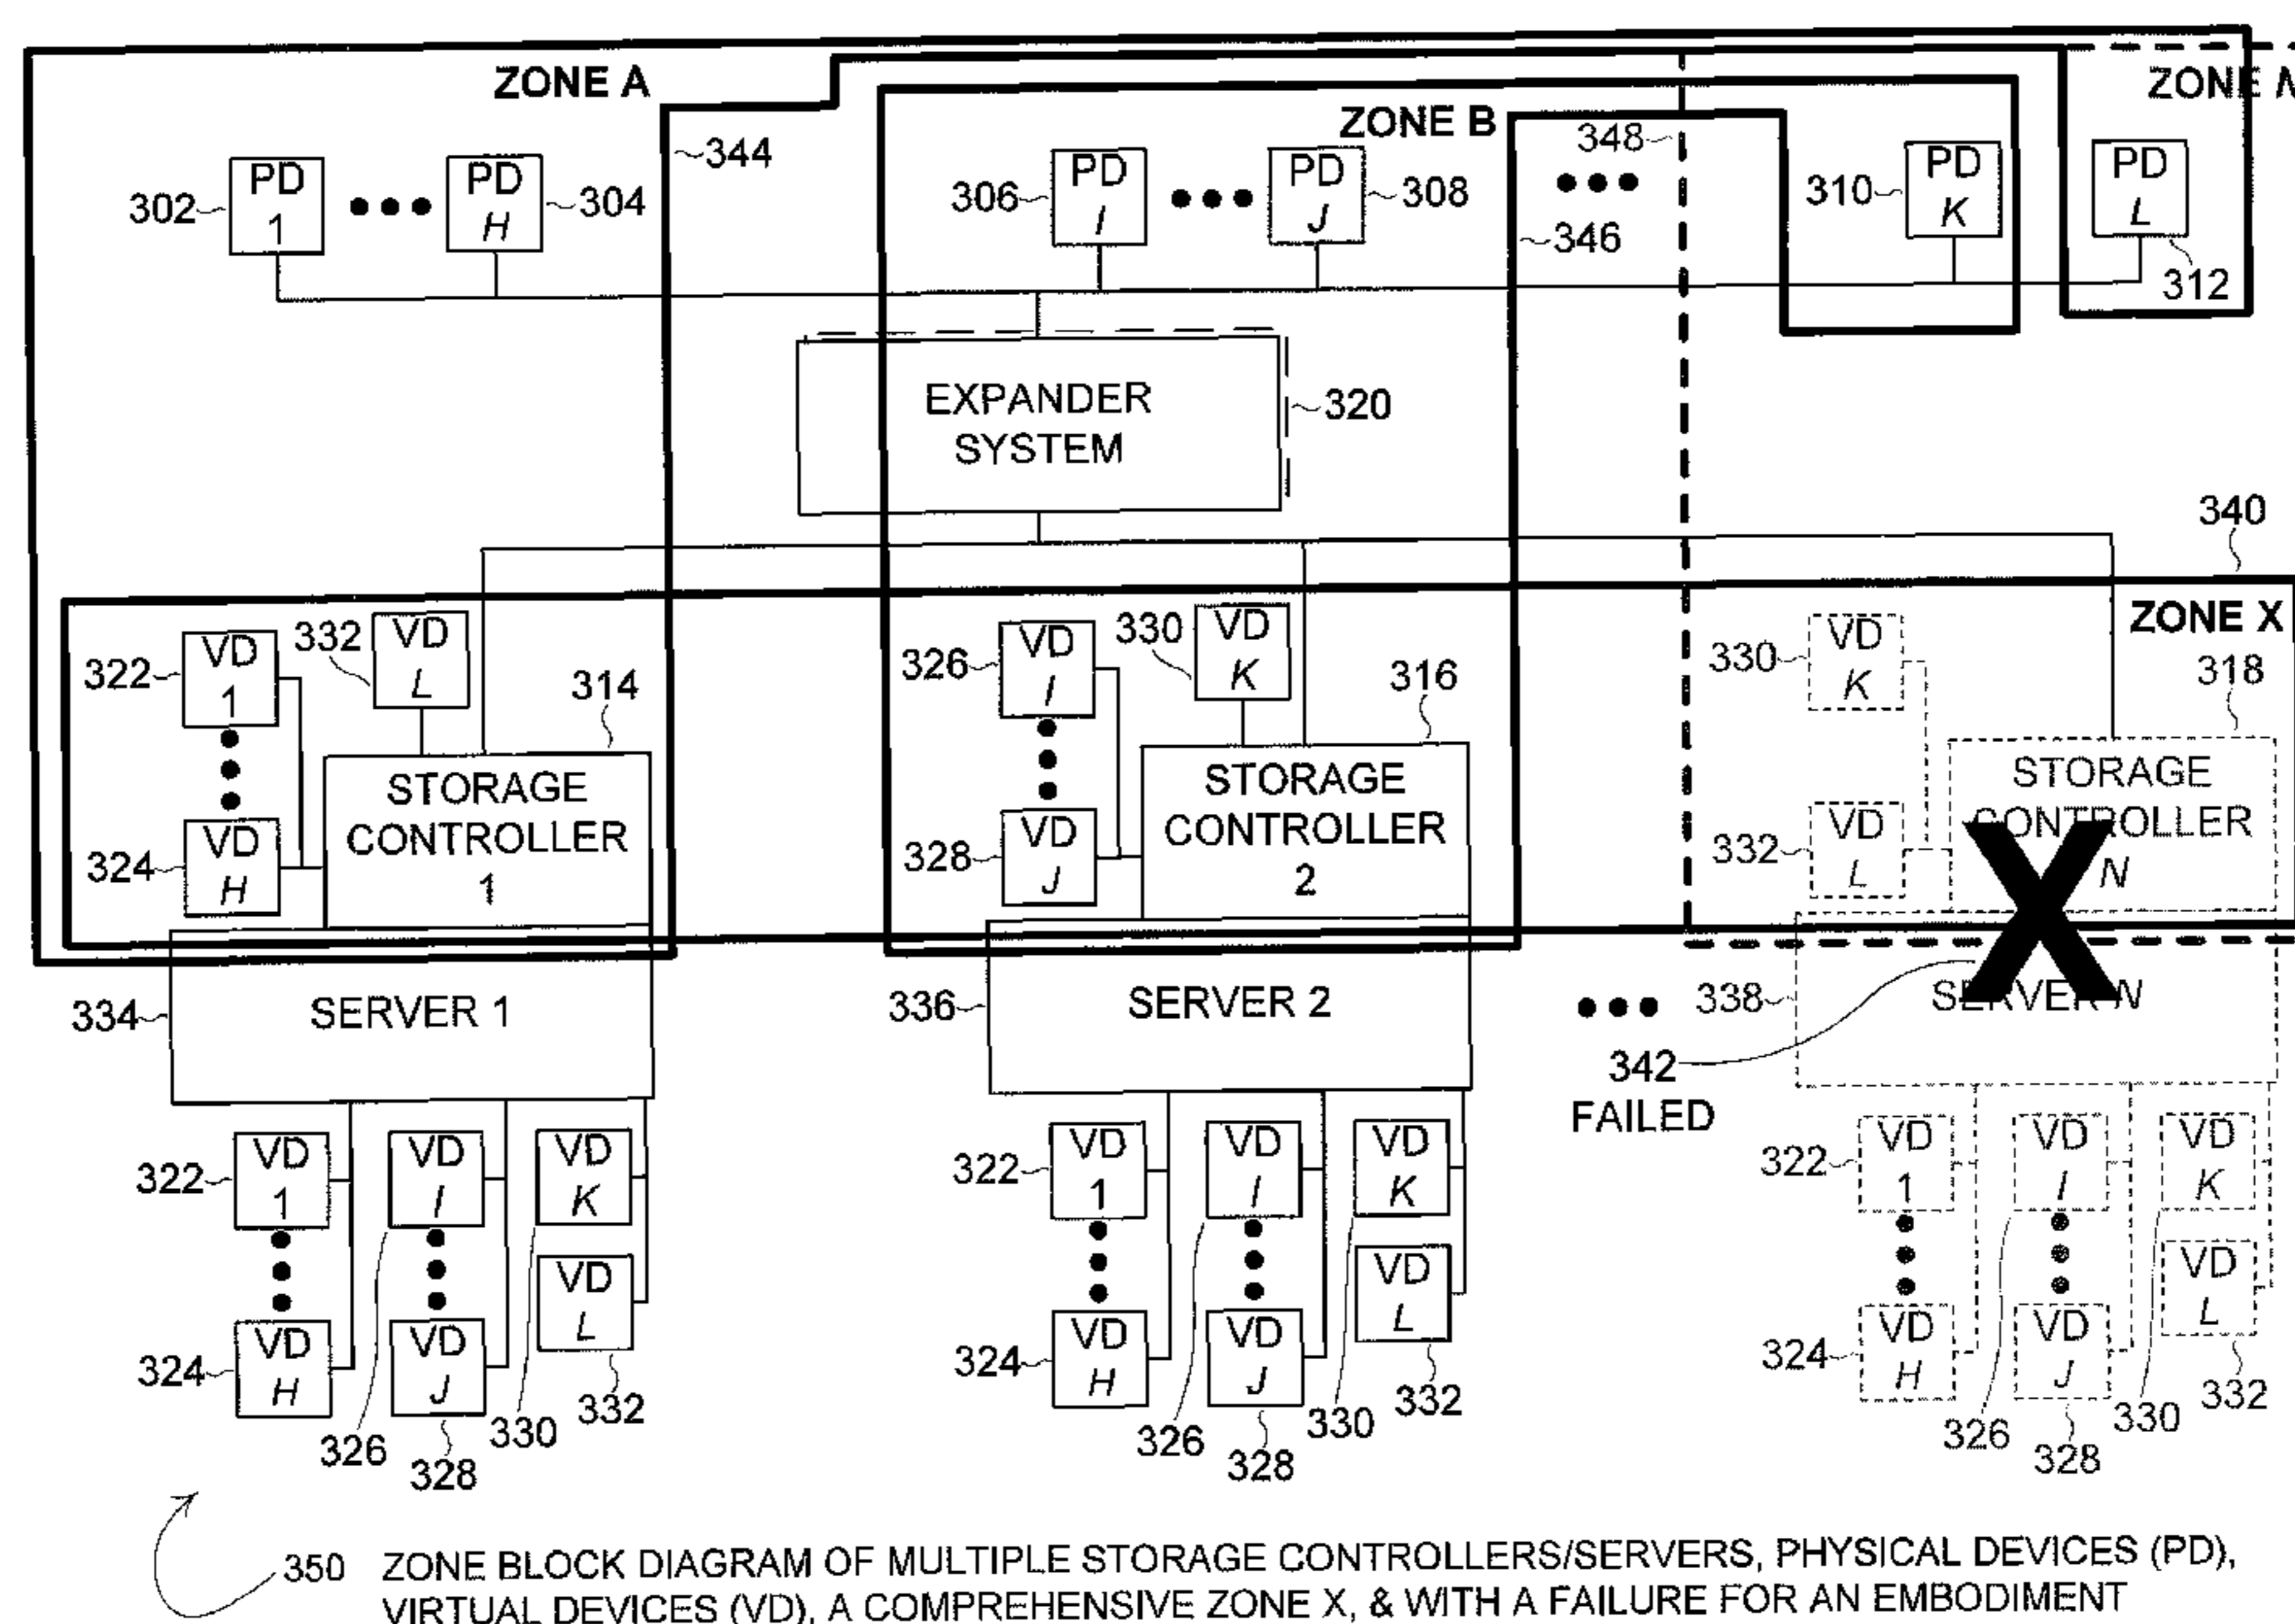 ZONE A
ZONE B
ZONE N
344
348
346
302
PD
1
PD
H
304
306
PD
I
PD
J
308
310
PD
K
PD
L
312
EXPANDER
SYSTEM
320
340
ZONE X
322
VD
1
332
VD
L
314
326
VD
I
330
VD
K
316
330
VD
K
318
324
VD
H
STORAGE
CONTROLLER
1
328
VD
J
STORAGE
CONTROLLER
2
332
VD
L
STORAGE
CONTROLLER
N
X
334
SERVER 1
336
SERVER 2
338
SERVER N
342
FAILED
322
VD
1
VD
I
VD
K
324
VD
H
VD
J
VD
L
326
328
330
332
322
VD
1
VD
I
VD
K
324
VD
H
VD
J
VD
L
326
328
330
332
322
VD
1
VD
I
VD
K
324
VD
H
VD
J
VD
L
326
328
330
332
350 ZONE BLOCK DIAGRAM OF MULTIPLE STORAGE CONTROLLERS/SERVERS, PHYSICAL DEVICES (PD),
VIRTUAL DEVICES (VD), A COMPREHENSIVE ZONE X, & WITH A FAILURE FOR AN EMBODIMENT